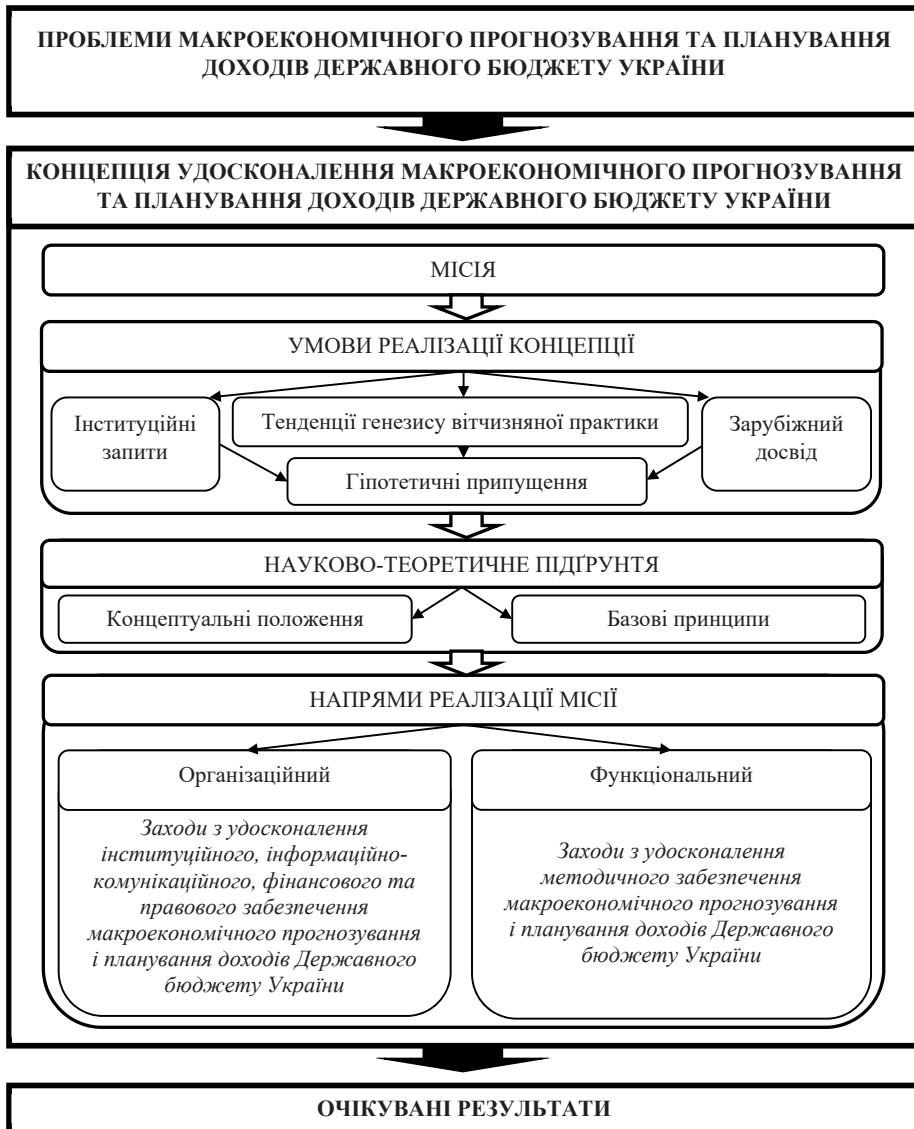 ПРОБЛЕМИ МАКРОЕКОНОМІЧНОГО ПРОГНОЗУВАННЯ ТА ПЛАНУВАННЯ
ДОХОДІВ ДЕРЖАВНОГО БЮДЖЕТУ УКРАЇНИ
КОНЦЕПЦІЯ УДОСКОНАЛЕННЯ МАКРОЕКОНОМІЧНОГО ПРОГНОЗУВАННЯ
ТА ПЛАНУВАННЯ ДОХОДІВ ДЕРЖАВНОГО БЮДЖЕТУ УКРАЇНИ
МІСІЯ
УМОВИ РЕАЛІЗАЦІЇ КОНЦЕПЦІЇ
Інституційні
запити
Тенденції генезису вітчизняної практики
Зарубіжний
досвід
Гіпотетичні припущення
НАУКОВО-ТЕОРЕТИЧНЕ ПІДҐРУНТЯ
Концептуальні положення
Базові принципи
НАПРЯМИ РЕАЛІЗАЦІЇ МІСІЇ
Організаційний
Заходи з удосконалення
інституційного, інформаційно-
комунікаційного, фінансового та
правового забезпечення
макроекономічного прогнозування
і планування доходів Державного
бюджету України
Функціональний
Заходи з удосконалення
методичного забезпечення
макроекономічного прогнозування
і планування доходів Державного
бюджету України
ОЧІКУВАНІ РЕЗУЛЬТАТИ